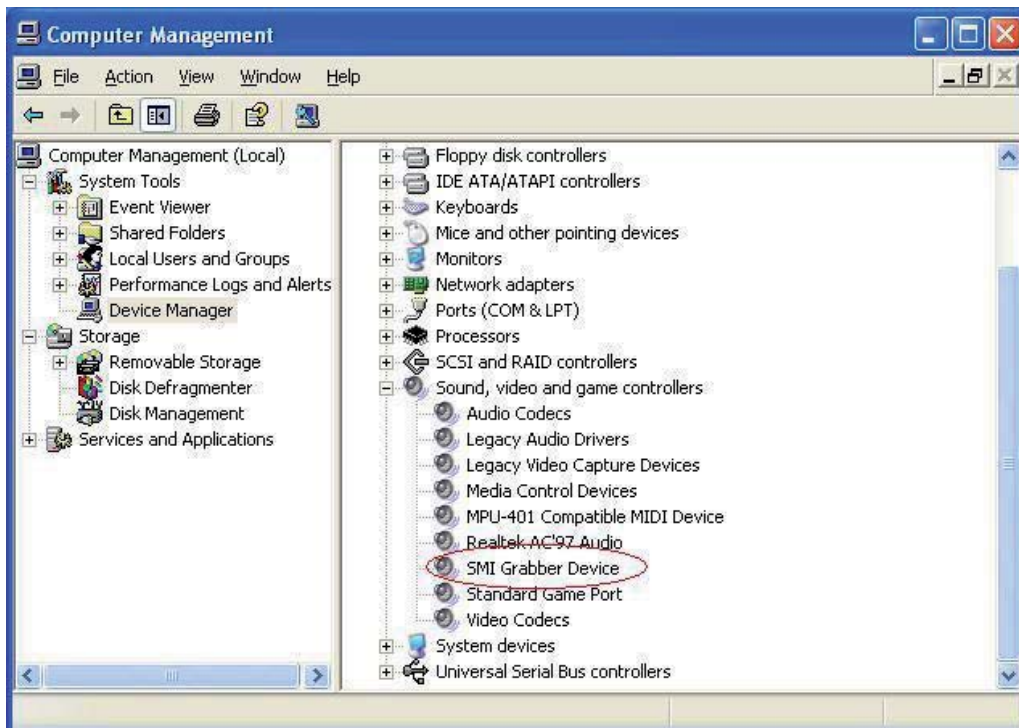 Computer Management
File Action View Window Help
Computer Management (Local)
System Tools
Event Viewer
Shared Folders
Local Users and Groups
Performance Logs and Alerts
Device Manager
Storage
Removable Storage
Disk Defragmenter
Disk Management
Services and Applications
Floppy disk controllers
IDE ATA/ATAPI controllers
Keyboards
Mice and other pointing devices
Monitors
Network adapters
Ports (COM & LPT)
Processors
SCSI and RAID controllers
Sound, video and game controllers
Audio Codecs
Legacy Audio Drivers
Legacy Video Capture Devices
Media Control Devices
MPU-401 Compatible MIDI Device
Realtek AC'97 Audio
SMI Grabber Device
Standard Game Port
Video Codecs
System devices
Universal Serial Bus controllers